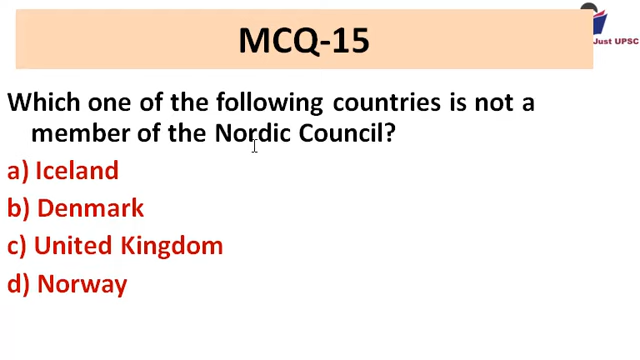 MCQ-15
Just UPSC
Which one of the following countries is not a
member of the Nordic Council?
a) Iceland
b) Denmark
c) United Kingdom
d) Norway